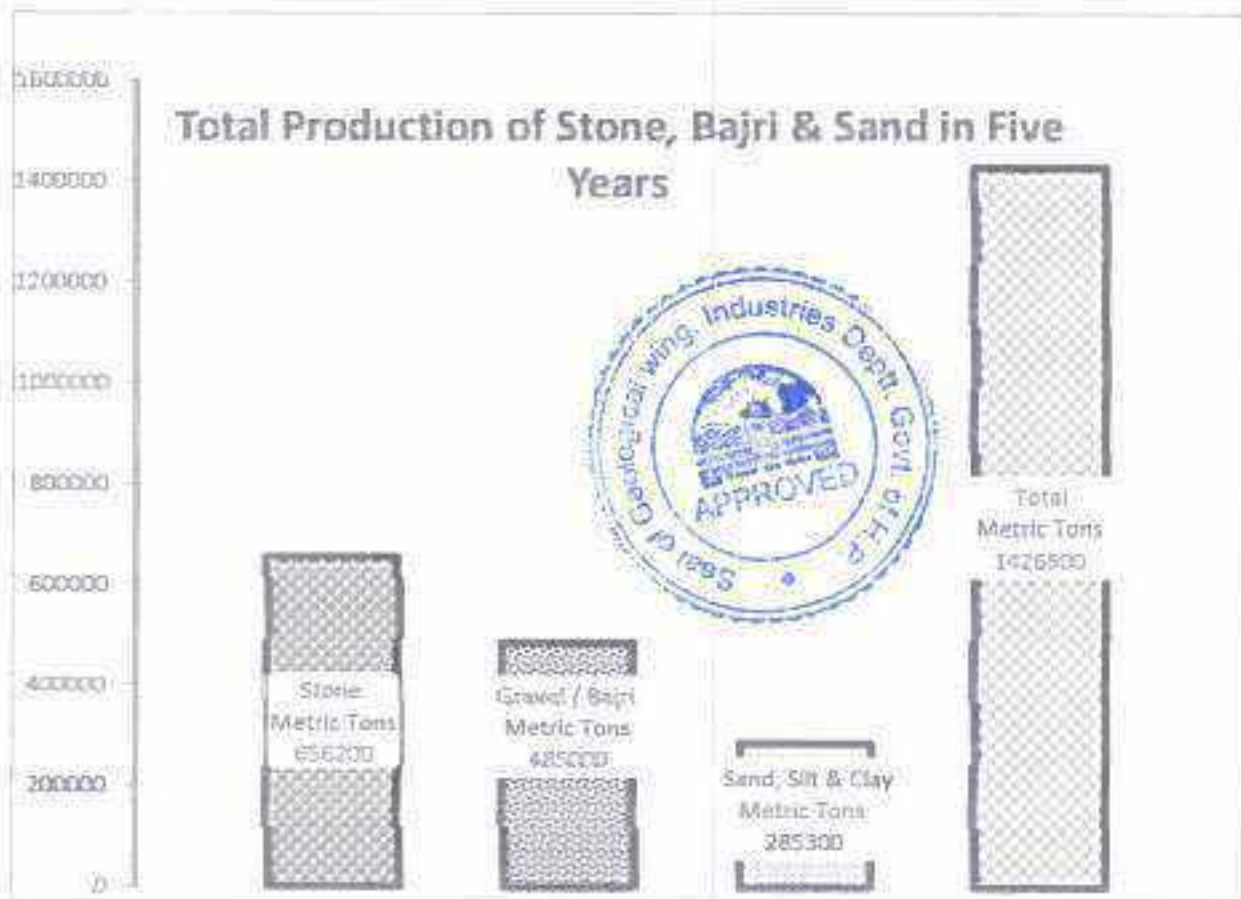 1600000
Total Production of Stone, Bajri & Sand in Five
Years
1400000
1200000
1000000
800000
600000
400000
200000
0
Seal of Geological wing. Industries Deptt. Govt. of H.P.
APPROVED
Stone
Metric Tons
656200
Gravel / Bajri
Metric Tons
485000
Sand, Silt & Clay
Metric Tons
285300
Total
Metric Tons
1426500